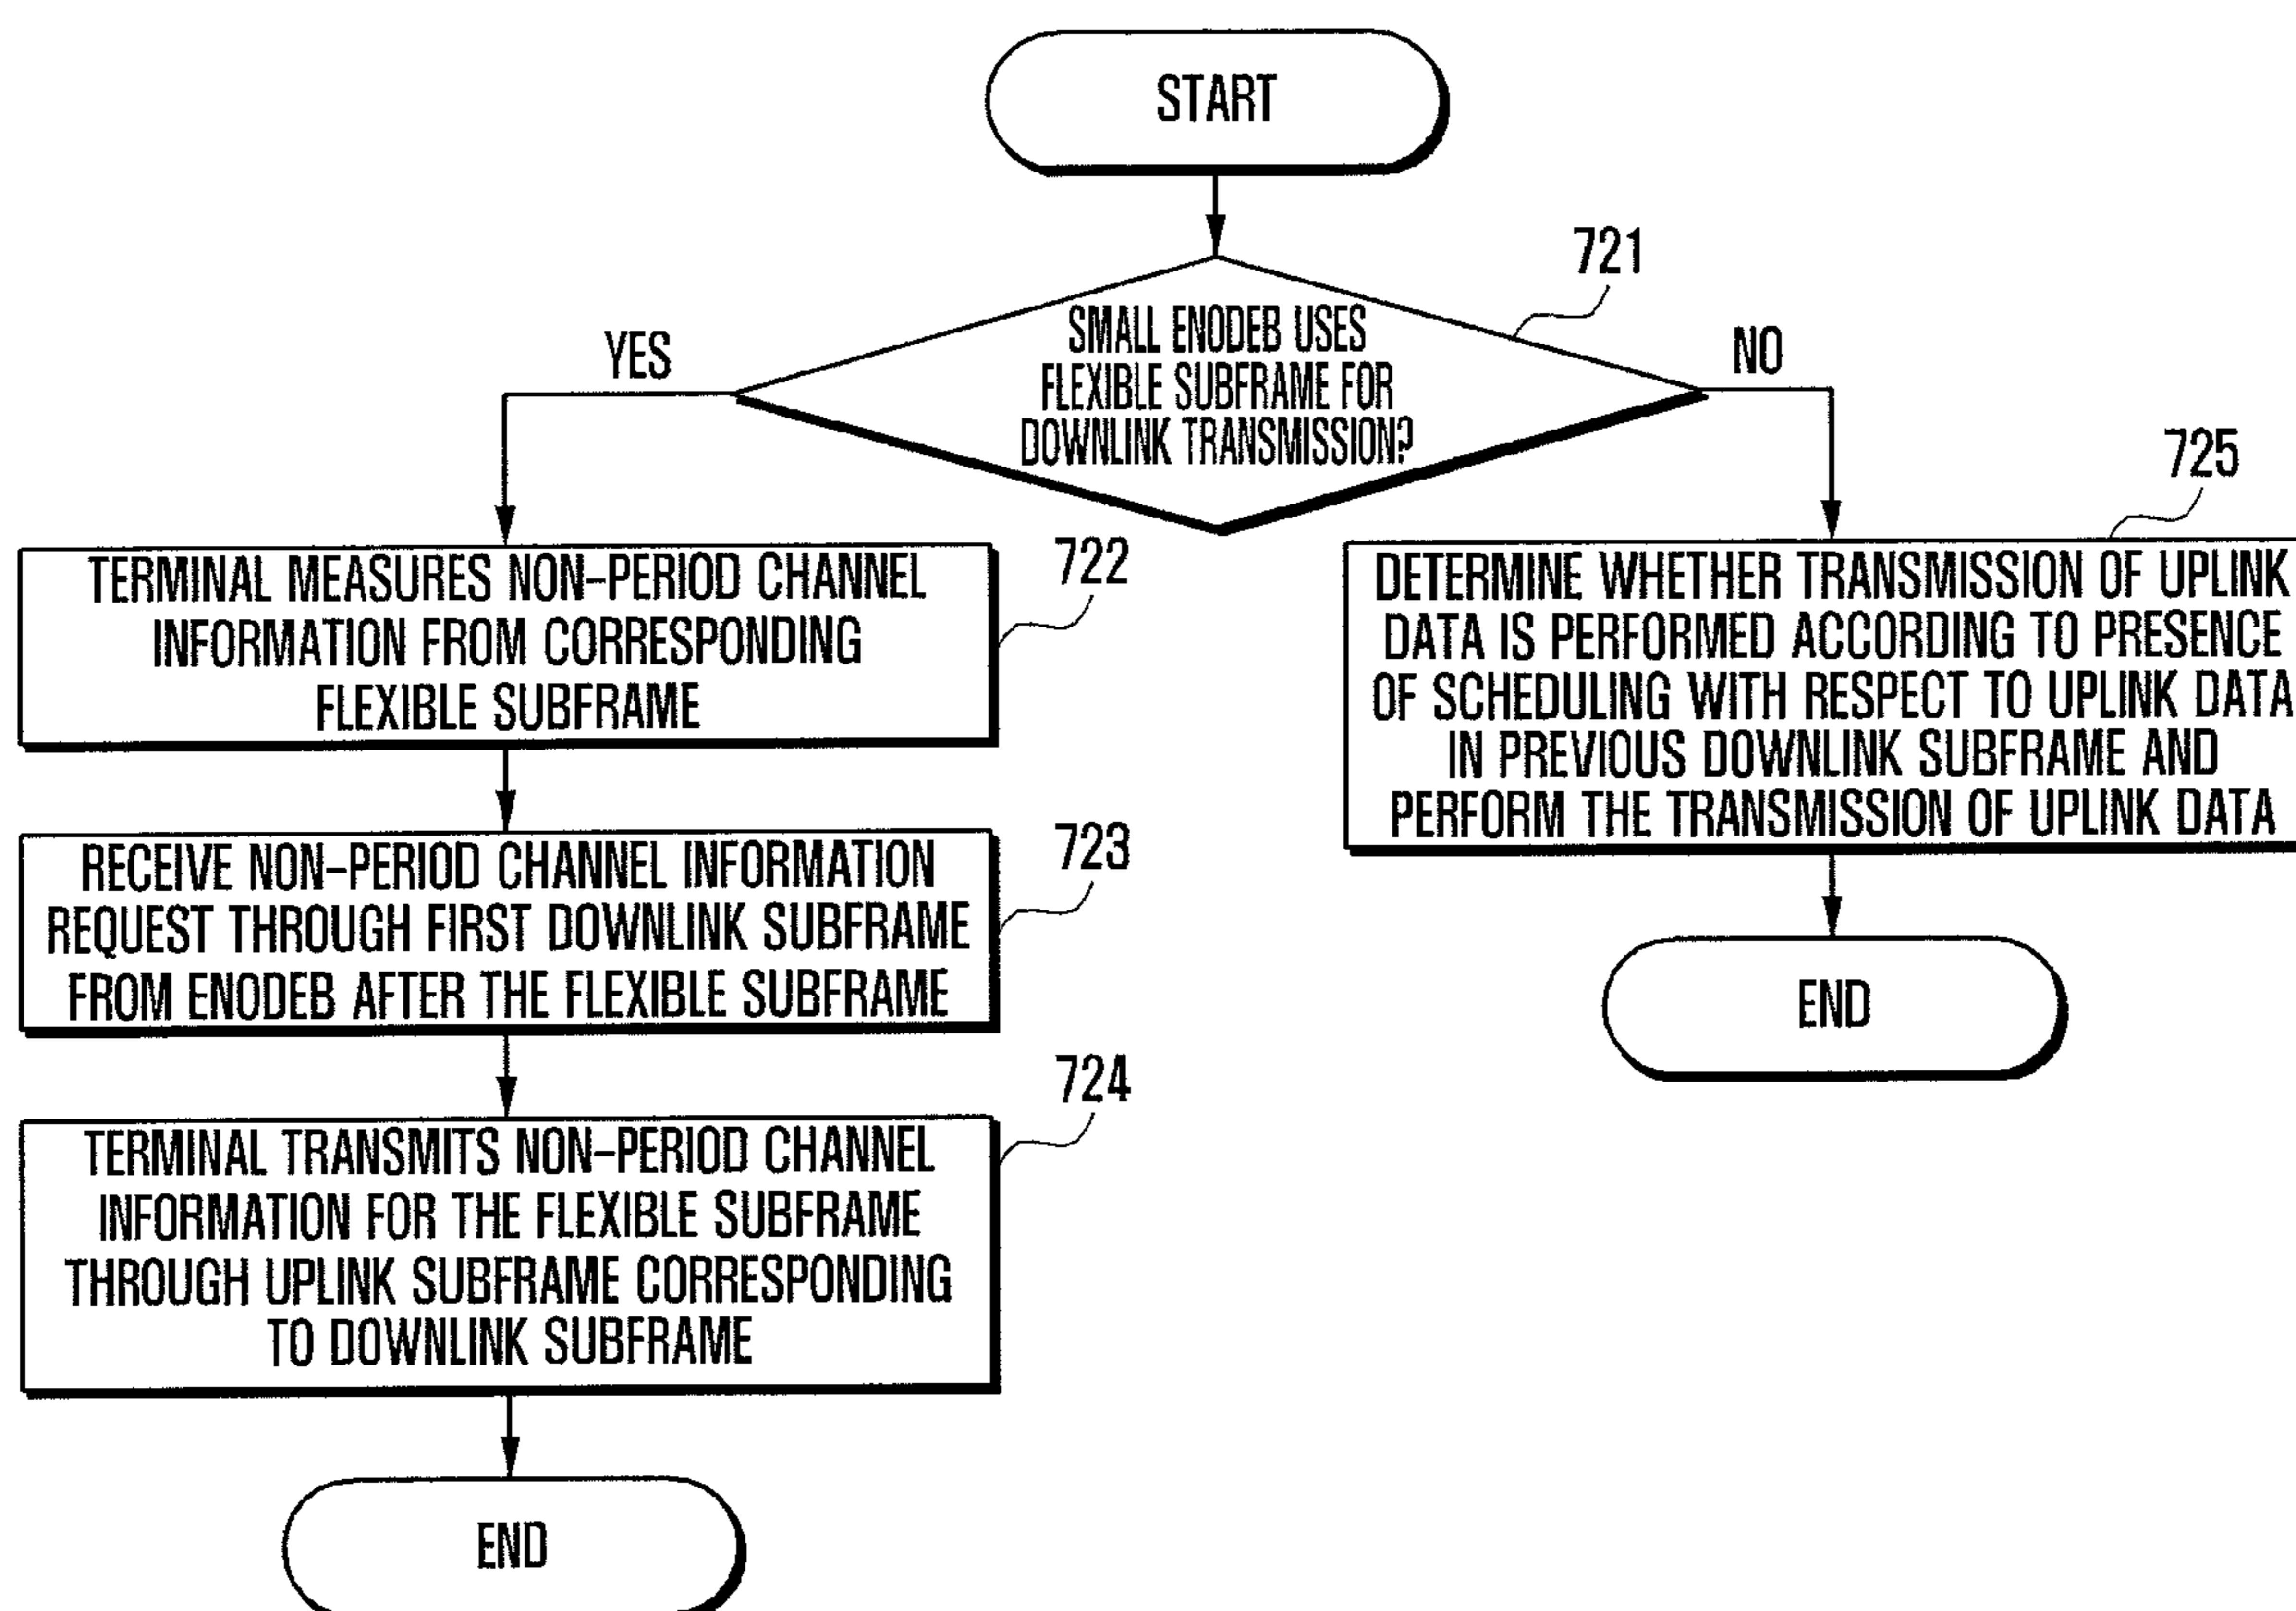 START
721
SMALL ENODEB USES
FLEXIBLE SUBFRAME FOR
DOWNLINK TRANSMISSION?
YES
NO
722
TERMINAL MEASURES NON-PERIOD CHANNEL
INFORMATION FROM CORRESPONDING
FLEXIBLE SUBFRAME
723
RECEIVE NON-PERIOD CHANNEL INFORMATION
REQUEST THROUGH FIRST DOWNLINK SUBFRAME
FROM ENODEB AFTER THE FLEXIBLE SUBFRAME
724
TERMINAL TRANSMITS NON-PERIOD CHANNEL
INFORMATION FOR THE FLEXIBLE SUBFRAME
THROUGH UPLINK SUBFRAME CORRESPONDING
TO DOWNLINK SUBFRAME
END
725
DETERMINE WHETHER TRANSMISSION OF UPLINK
DATA IS PERFORMED ACCORDING TO PRESENCE
OF SCHEDULING WITH RESPECT TO UPLINK DATA
IN PREVIOUS DOWNLINK SUBFRAME AND
PERFORM THE TRANSMISSION OF UPLINK DATA
END